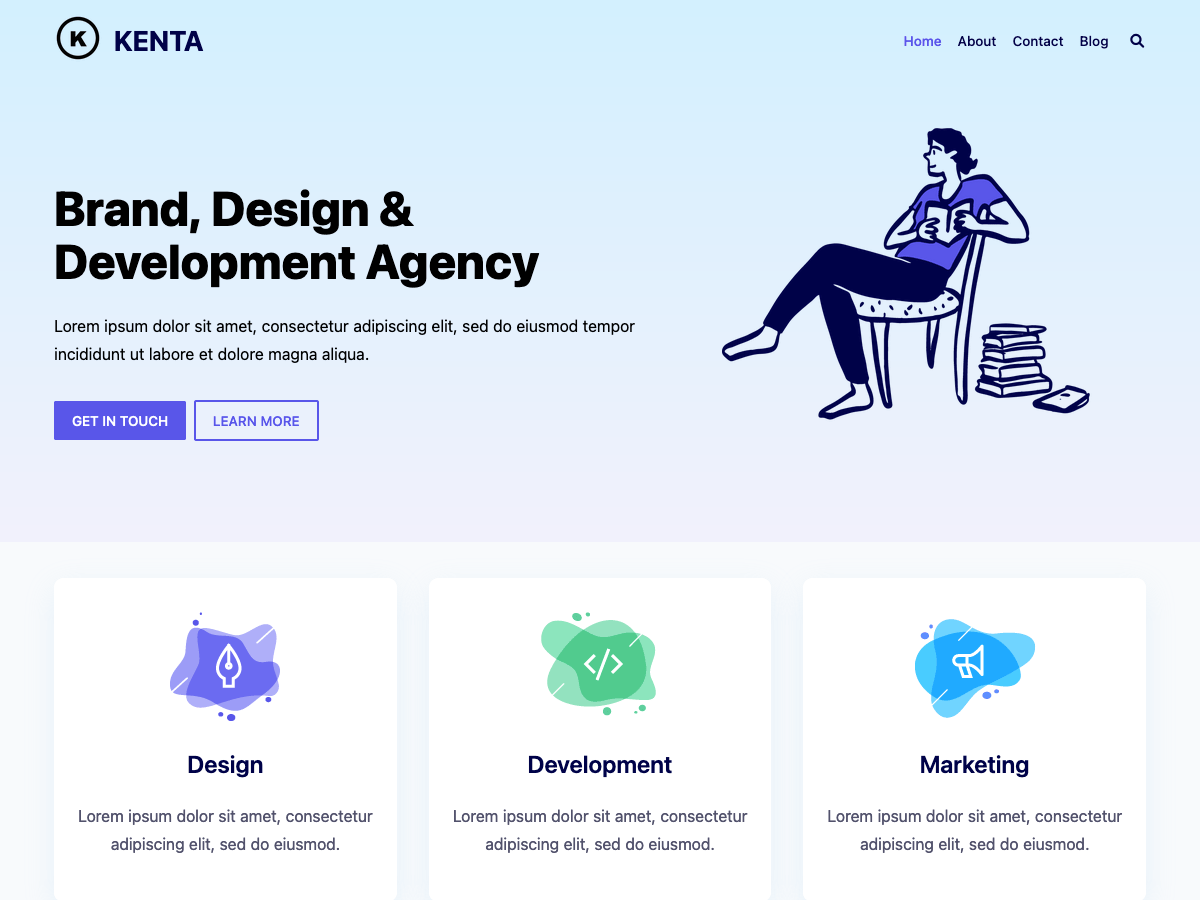 K KENTA
Home About Contact Blog
Brand, Design &
Development Agency
Lorem ipsum dolor sit amet, consectetur adipiscing elit, sed do eiusmod tempor
incididunt ut labore et dolore magna aliqua.
GET IN TOUCH LEARN MORE
Design
Lorem ipsum dolor sit amet, consectetur
adipiscing elit, sed do eiusmod.
Development
Lorem ipsum dolor sit amet, consectetur
adipiscing elit, sed do eiusmod.
Marketing
Lorem ipsum dolor sit amet, consectetur
adipiscing elit, sed do eiusmod.